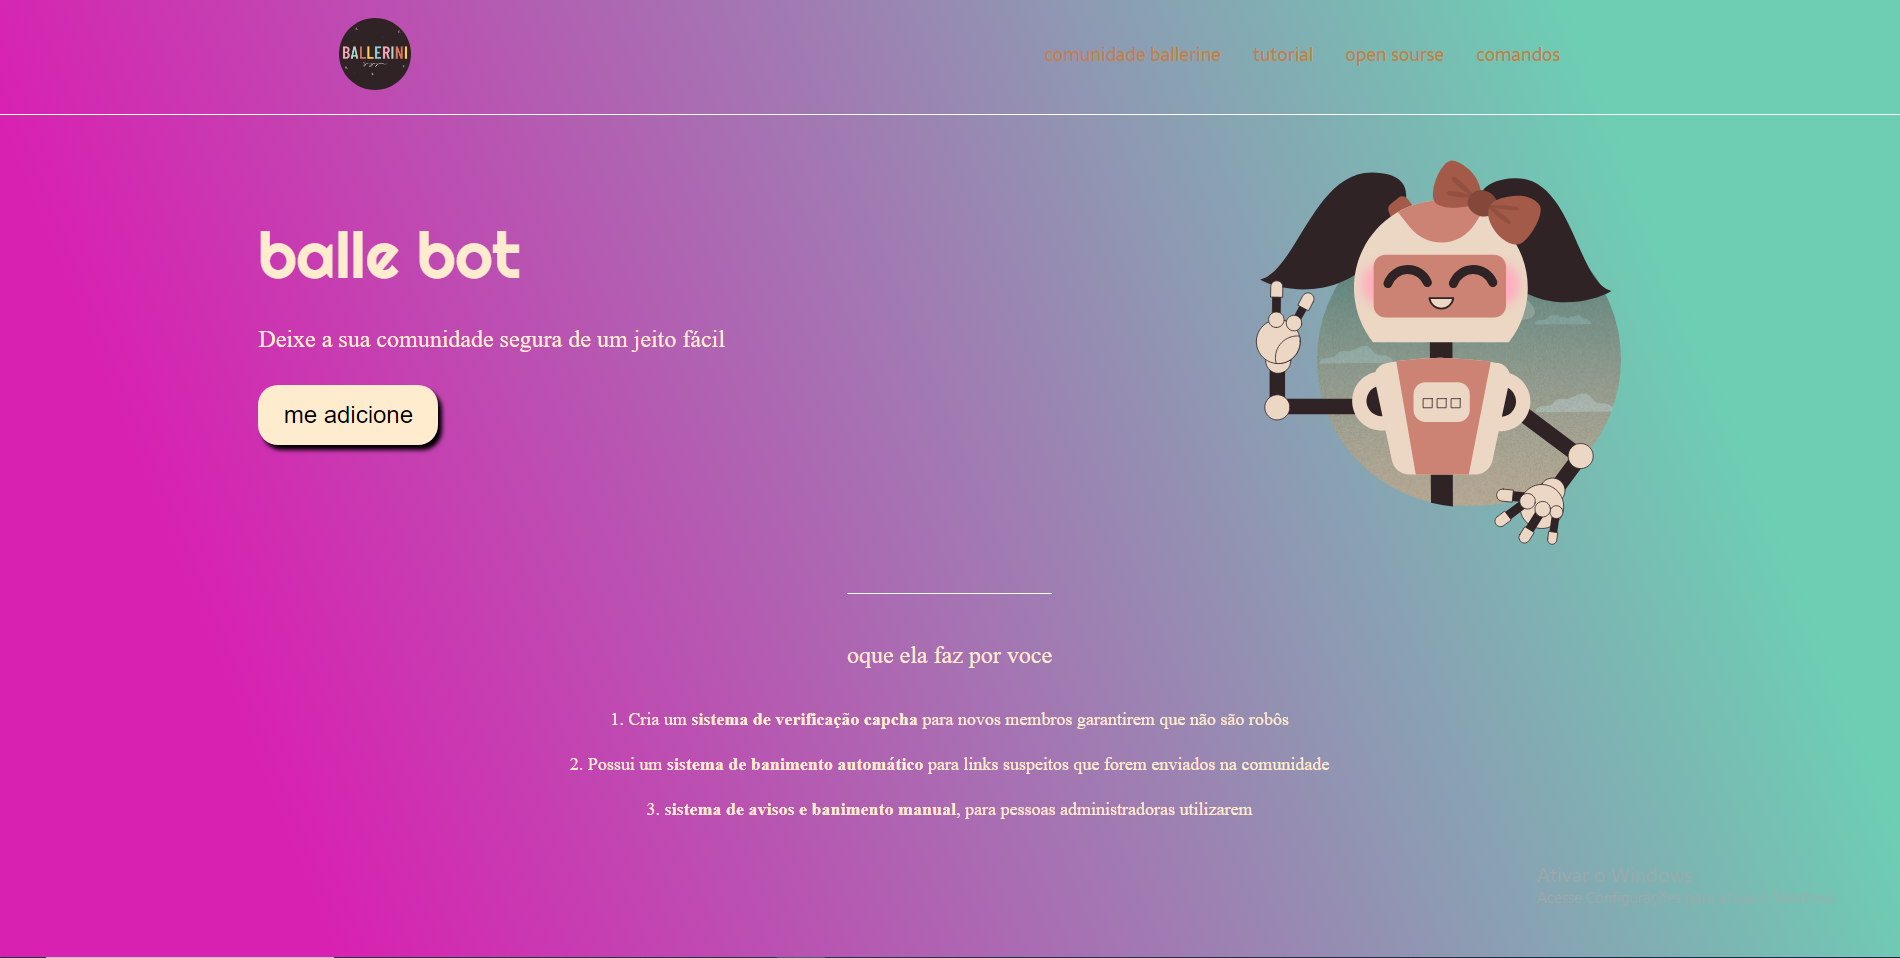 BALLERINI
comunidade ballerine tutorial open sourse comandos
balle bot
Deixe a sua comunidade segura de um jeito fácil
me adicione
oque ela faz por voce
1. Cria um sistema de verificação capcha para novos membros garantirem que não são robôs
2. Possui um sistema de banimento automático para links suspeitos que forem enviados na comunidade
3. sistema de avisos e banimento manual, para pessoas administradoras utilizarem
Ativar o Windows